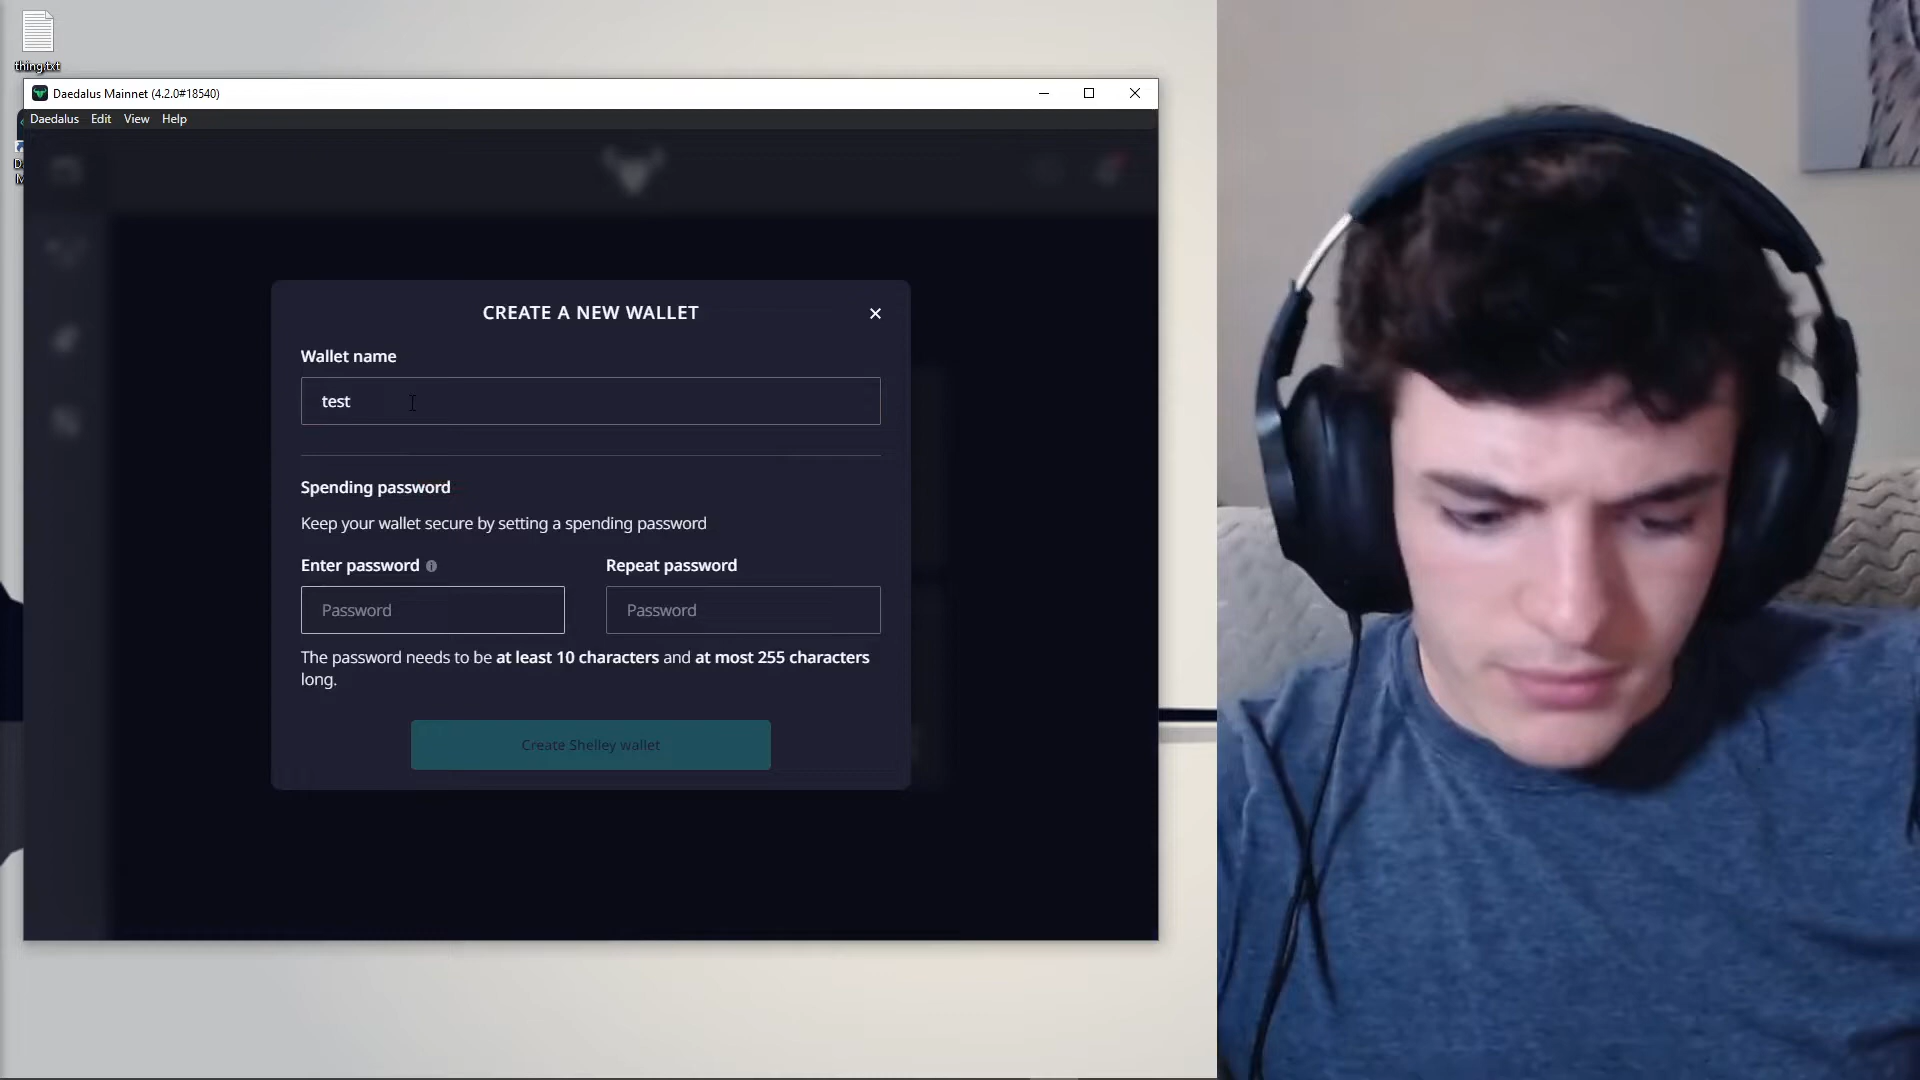 thing.txt
Daedalus Mainnet (4.2.0#18540)
Daedalus Edit View Help
CREATE A NEW WALLET
Wallet name
test
Spending password
Keep your wallet secure by setting a spending password
Enter password Repeat password
Password Password
The password needs to be at least 10 characters and at most 255 characters
long.
Create Shelley wallet